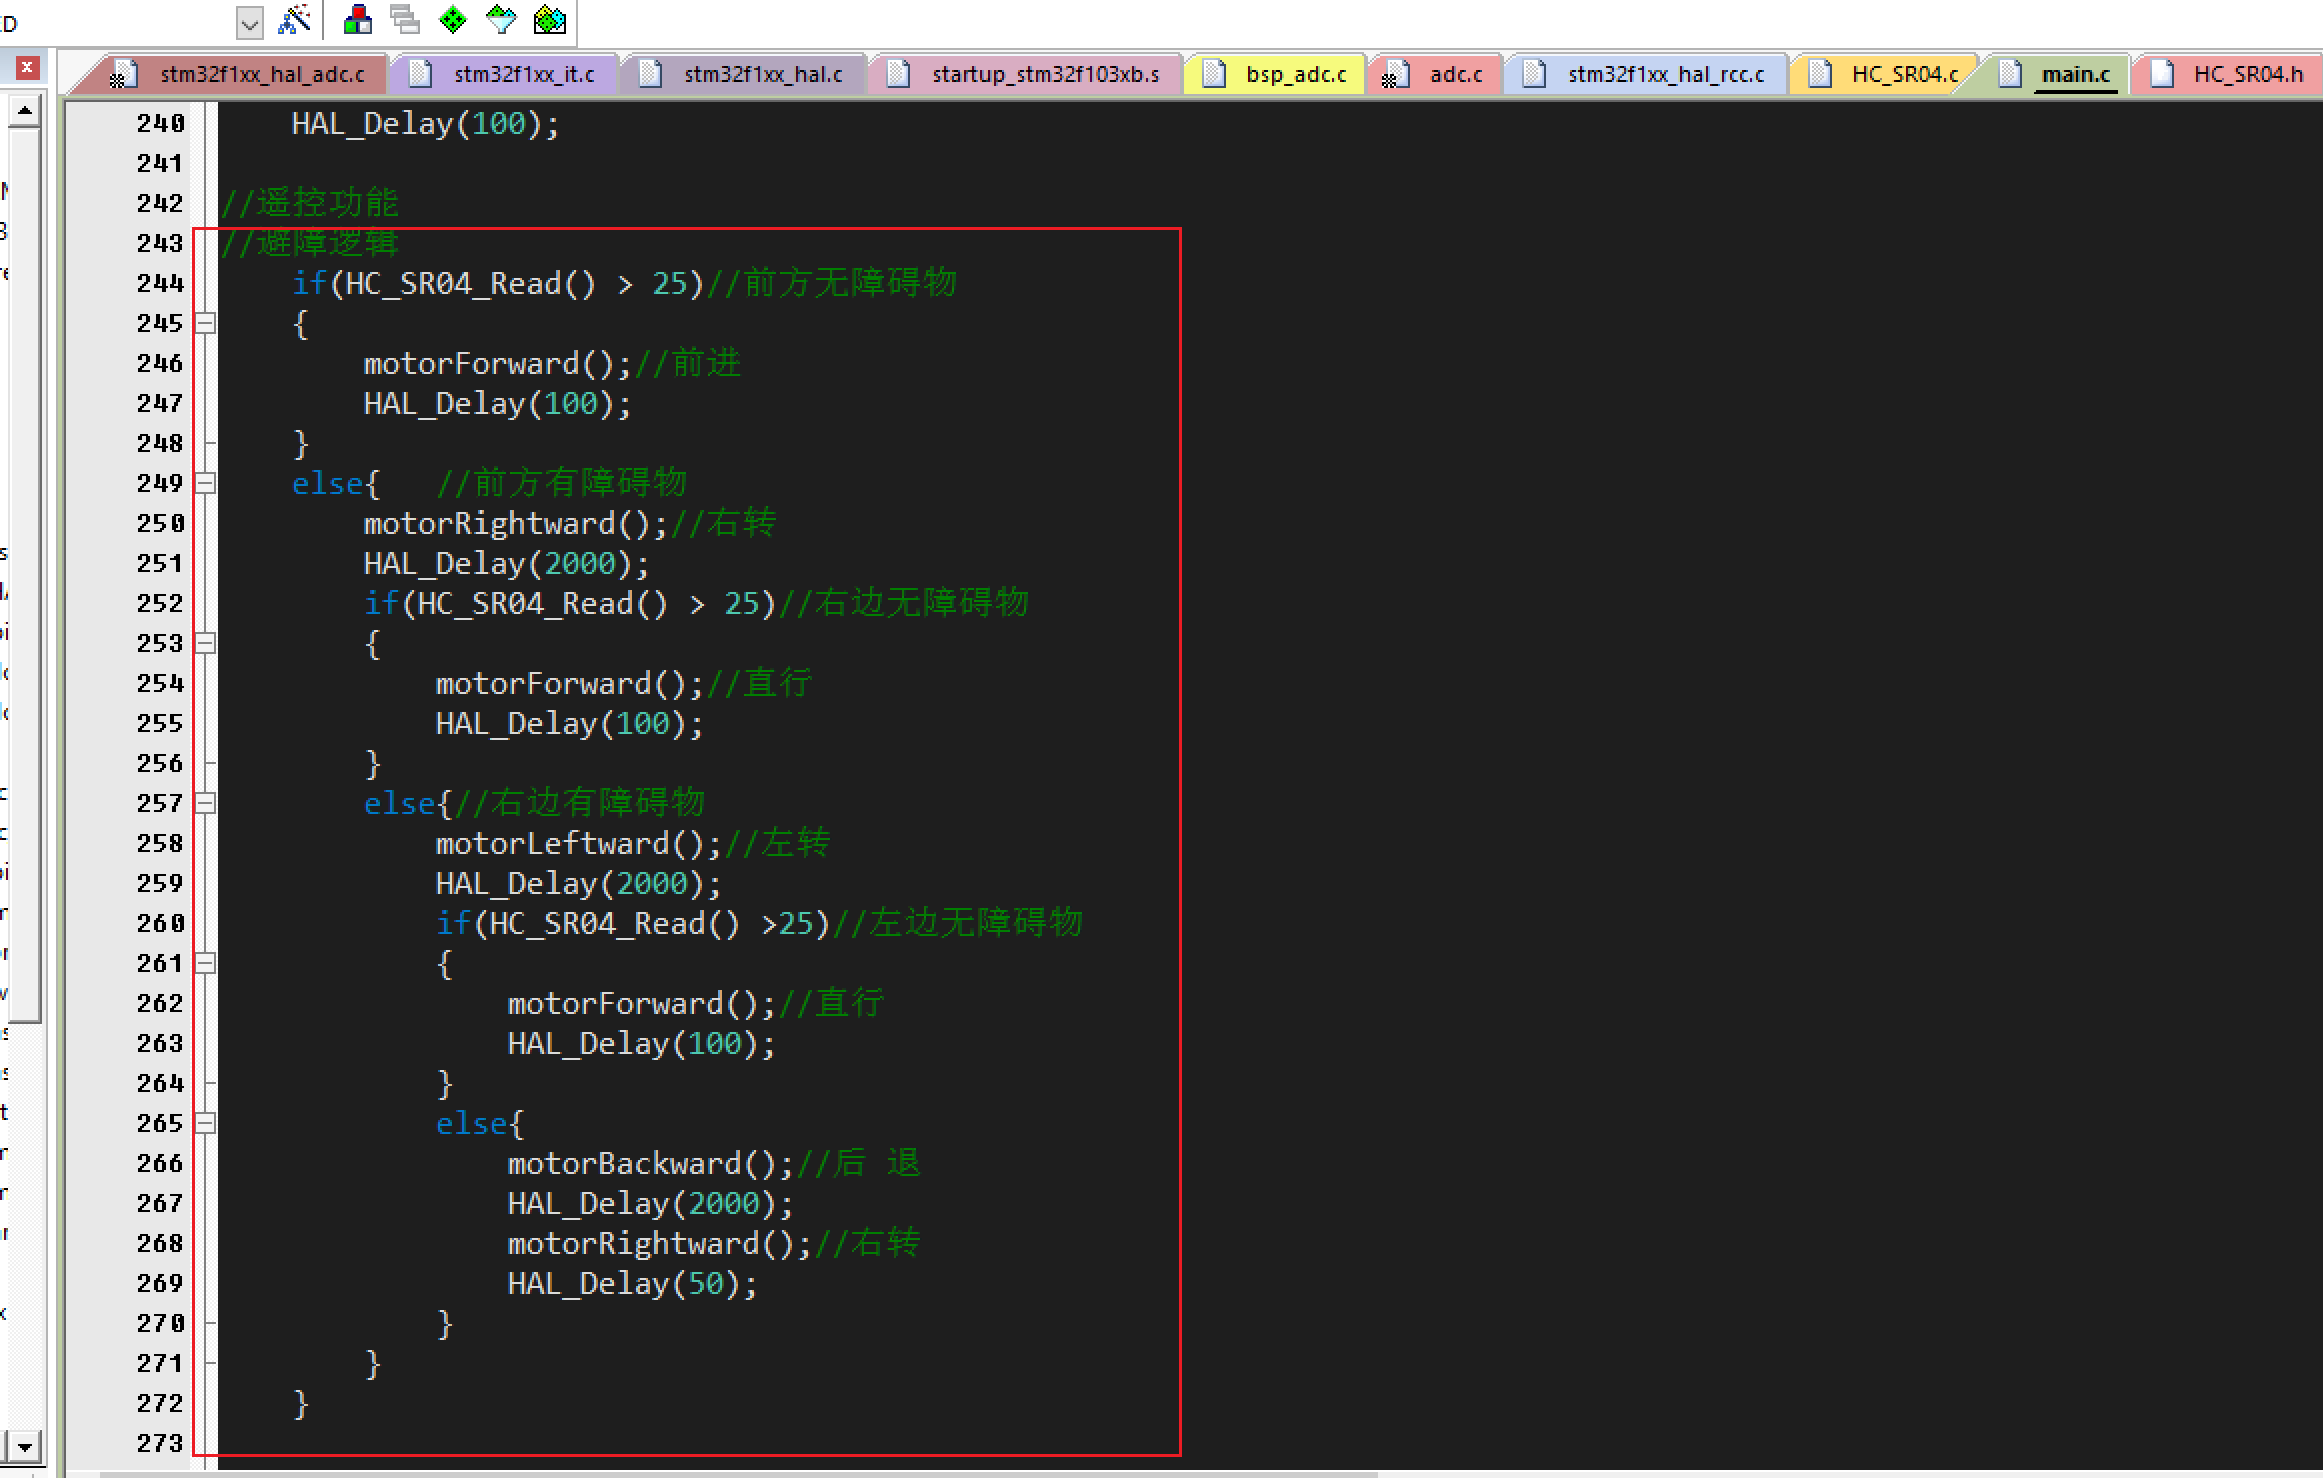 ED
stm32f1xx_hal_adc.c stm32f1xx_it.c stm32f1xx_hal.c startup_stm32f103xb.s bsp_adc.c adc.c stm32f1xx_hal_rcc.c HC_SR04.c main.c HC_SR04.h
240 HAL_Delay(100);
241
242 //遥控功能
243 //避障逻辑
244 if(HC_SR04_Read() > 25)//前方无障碍物
245 {
246 motorForward();//前进
247 HAL_Delay(100);
248 }
249 else{ //前方有障碍物
250 motorRightward();//右转
251 HAL_Delay(2000);
252 if(HC_SR04_Read() > 25)//右边无障碍物
253 {
254 motorForward();//直行
255 HAL_Delay(100);
256 }
257 else{//右边有障碍物
258 motorLeftward();//左转
259 HAL_Delay(2000);
260 if(HC_SR04_Read() >25)//左边无障碍物
261 {
262 motorForward();//直行
263 HAL_Delay(100);
264 }
265 else{
266 motorBackward();//后 退
267 HAL_Delay(2000);
268 motorRightward();//右转
269 HAL_Delay(50);
270 }
271 }
272 }
273